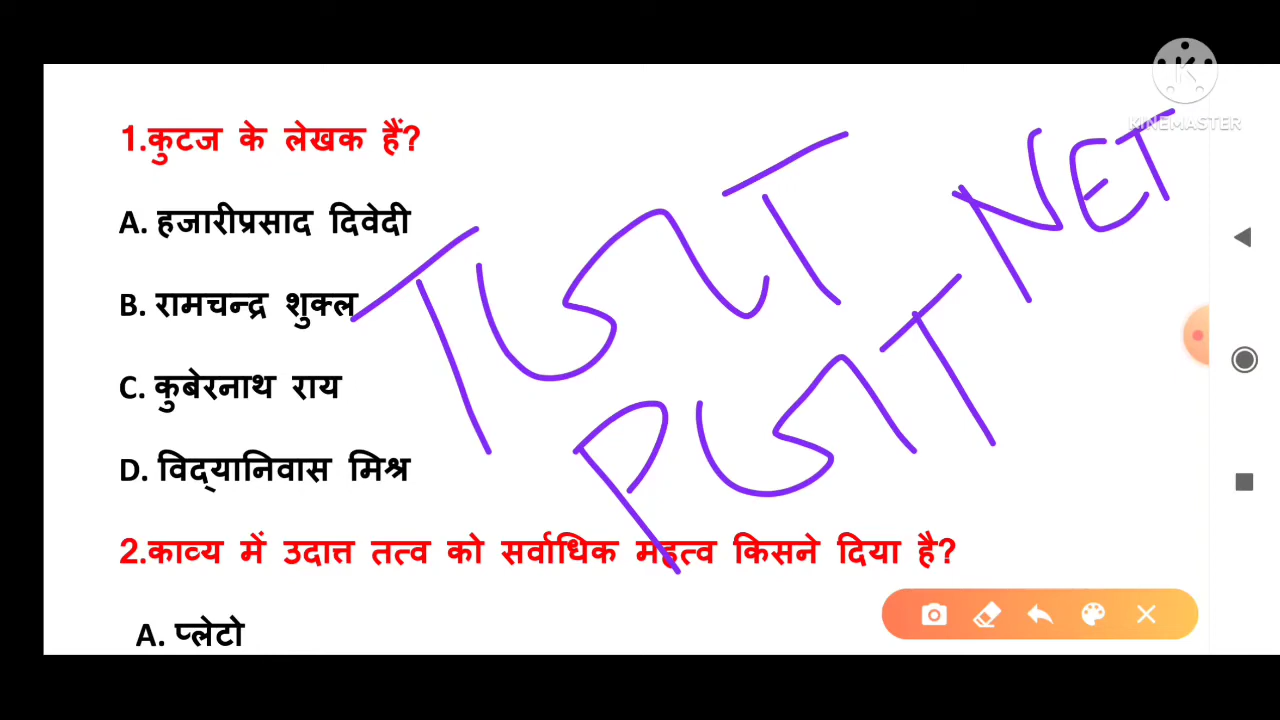 1.कुटज के लेखक हैं?
A. हजारीप्रसाद दिवेदी
B. रामचन्द्र शुक्ल
C. कुबेरनाथ राय
D. विद्यानिवास मिश्र
2.काव्य में उदात्त तत्व को सर्वाधिक महत्व किसने दिया है?
A. प्लेटो
TGT
PGT
NET
KINEMASTER